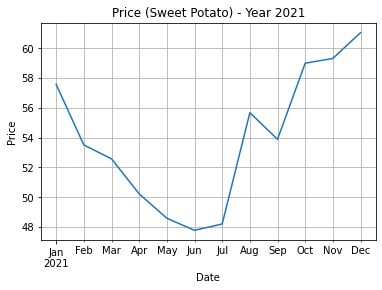 Price (Sweet Potato) - Year 2021
Price
60
58
56
54
52
50
48
Jan Feb Mar Apr May Jun Jul Aug Sep Oct Nov Dec
2021
Date